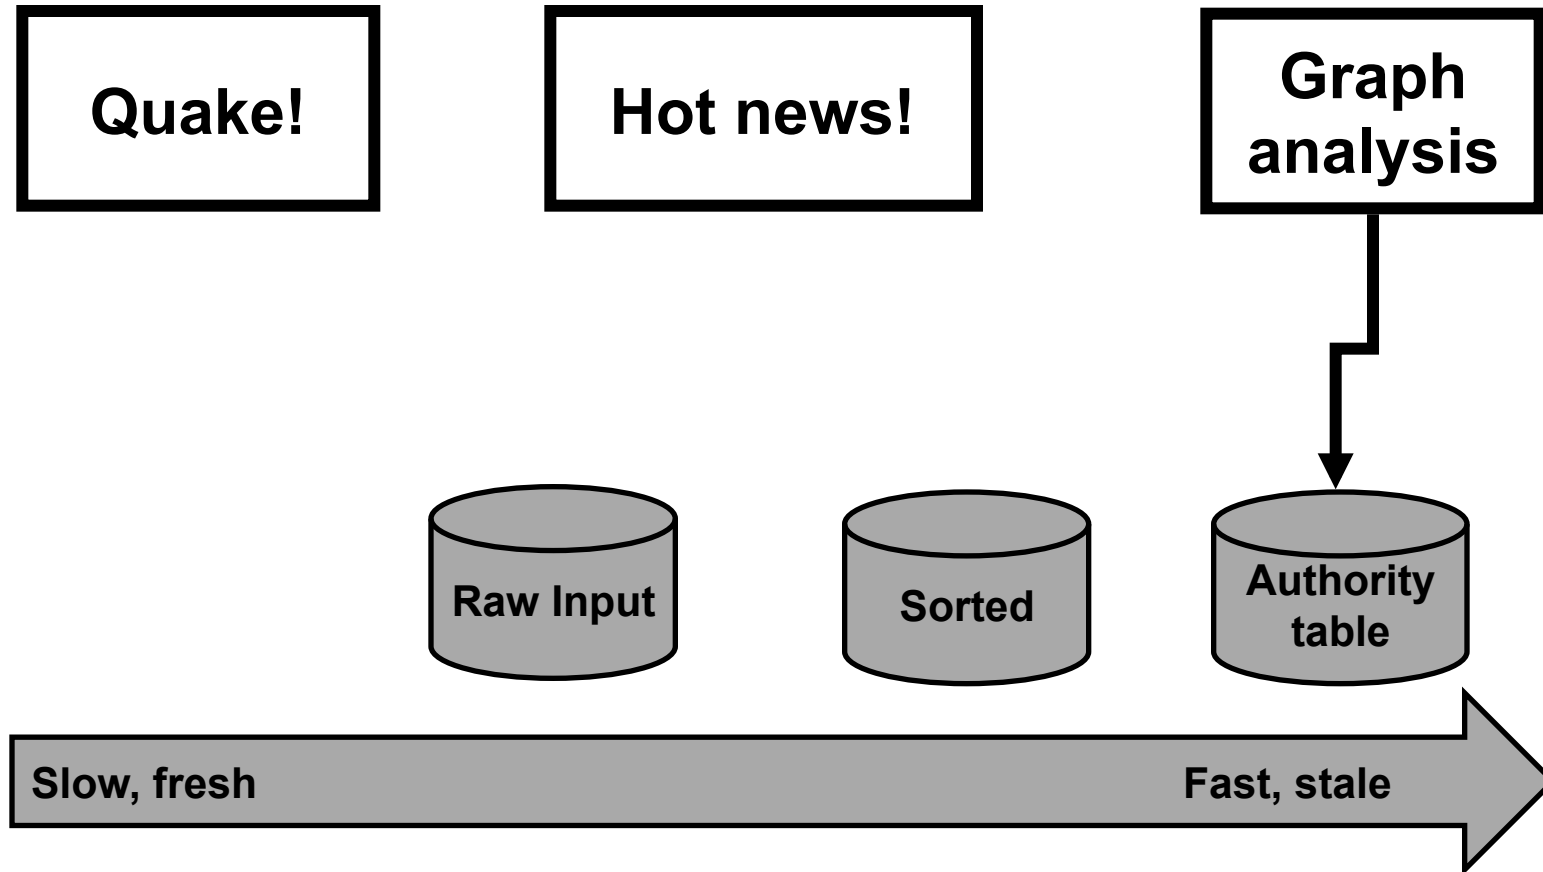 Quake!
Hot news!
Graph
analysis
Raw Input
Sorted
Authority
table
Slow, fresh
Fast, stale